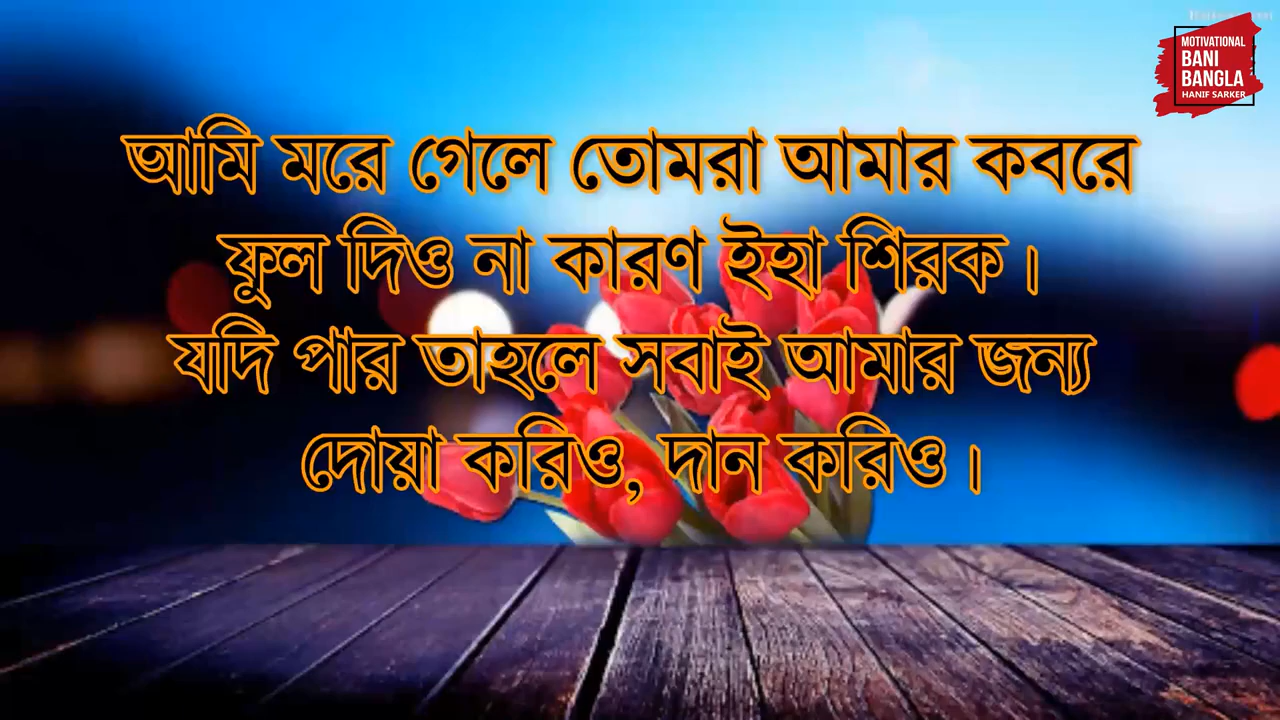 MOTIVATIONAL
BANI
BANGLA
HANIF SARKER
আমি মরে গেলে তোমরা আমার কবরে
ফুল দিও না কারণ ইহা শিরক।
যদি পার তাহলে সবাই আমার জন্য
দোয়া করিও, দান করিও।